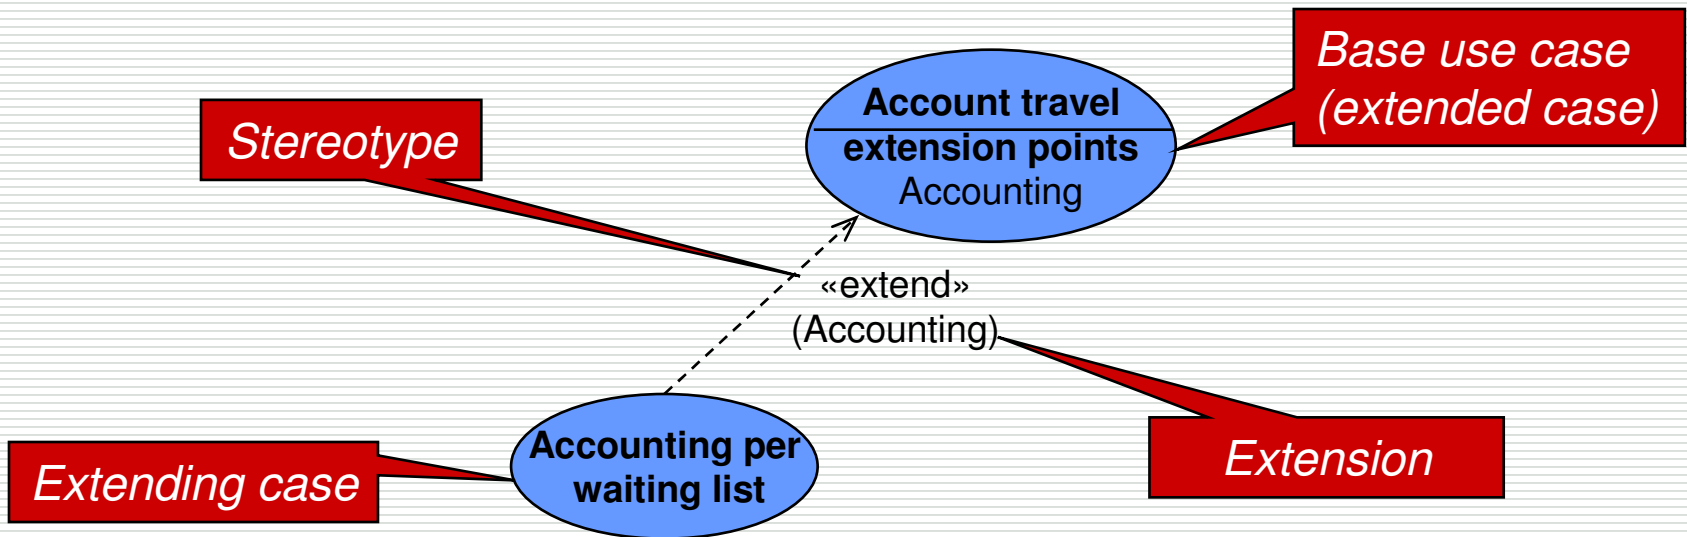 Base use case
(extended case)
Account travel
extension points
Accounting
Stereotype
«extend»
(Accounting)
Extending case
Accounting per
waiting list
Extension